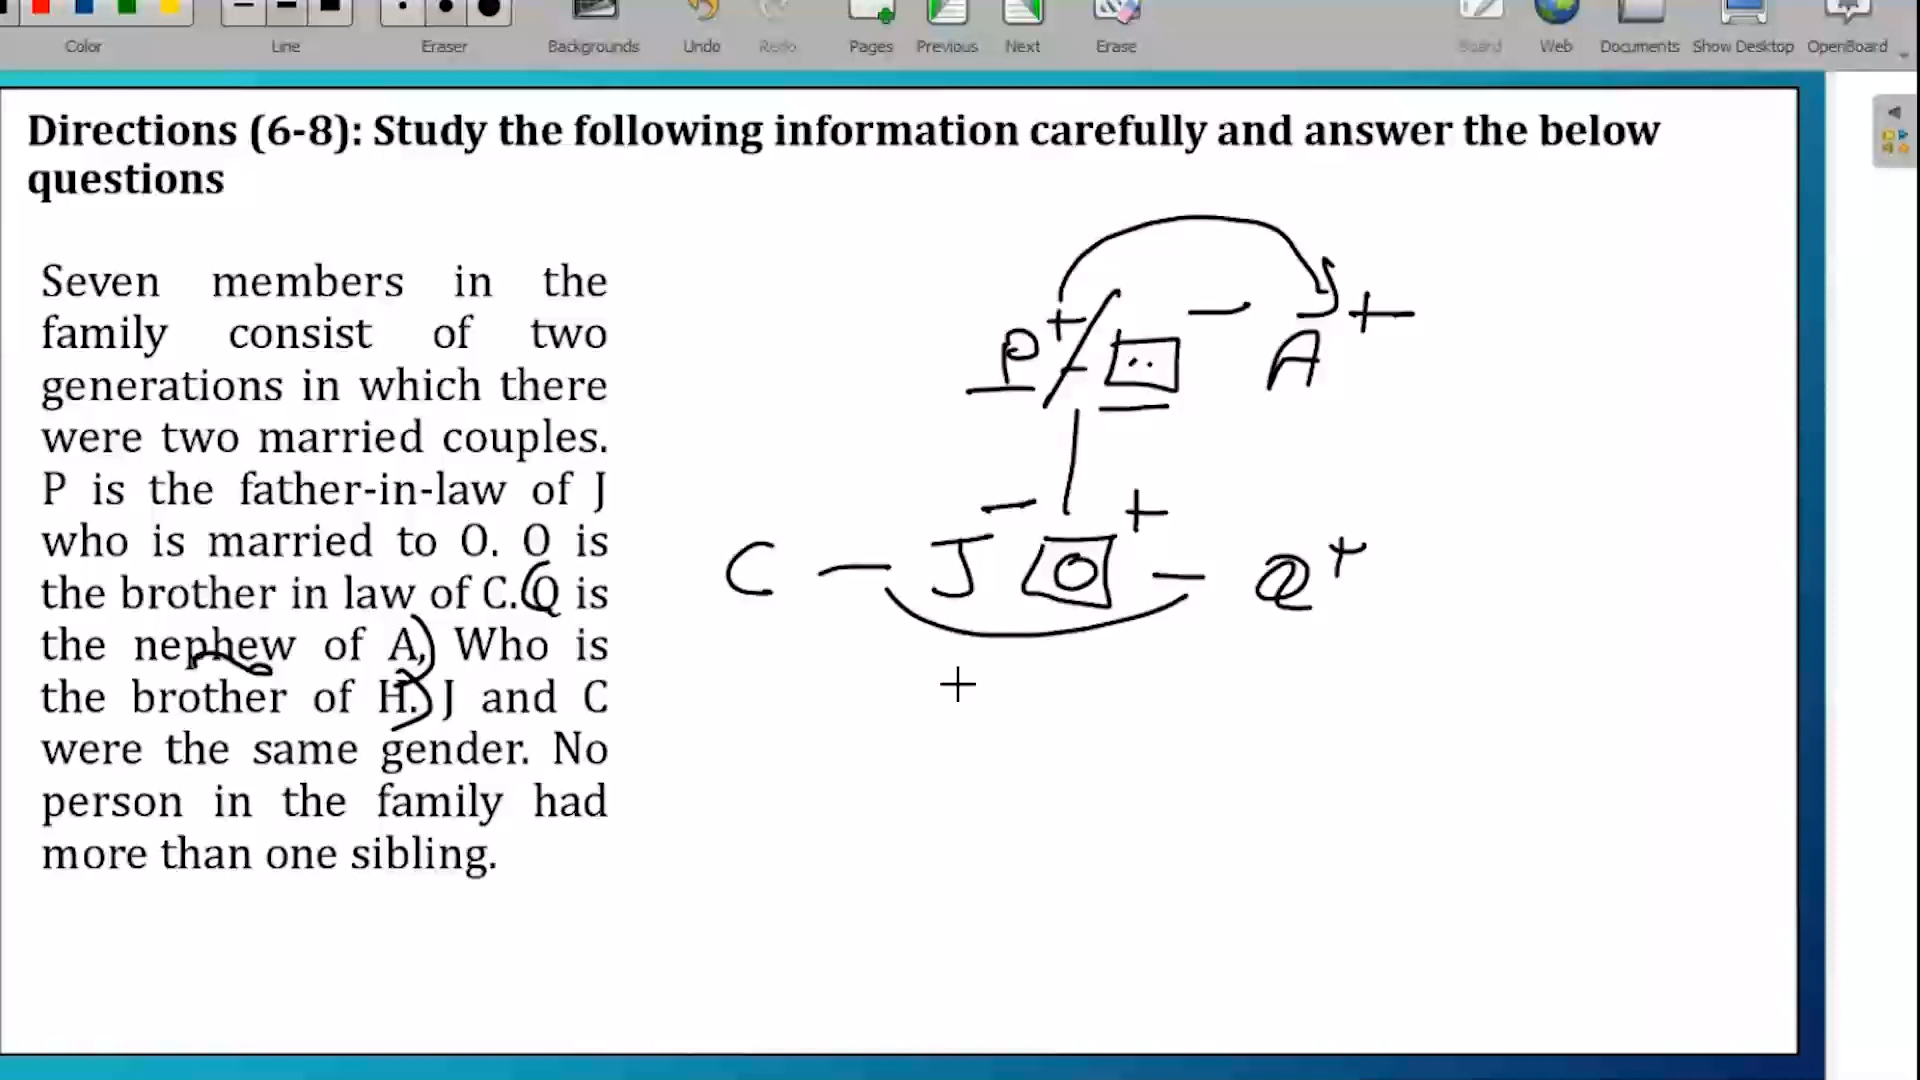 Color
Line
Eraser
Backgrounds
Undo
Redo
Pages
Previous
Next
Erase
Board
Web
Documents
Show Desktop
OpenBoard
Directions (6-8): Study the following information carefully and answer the below
questions
Seven members in the
family consist of two
generations in which there
were two married couples.
P is the father-in-law of J
who is married to O. O is
the brother in law of C. Q is
the nephew of A, Who is
the brother of H. J and C
were the same gender. No
person in the family had
more than one sibling.
P + - A +
- +
C - J O - Q +